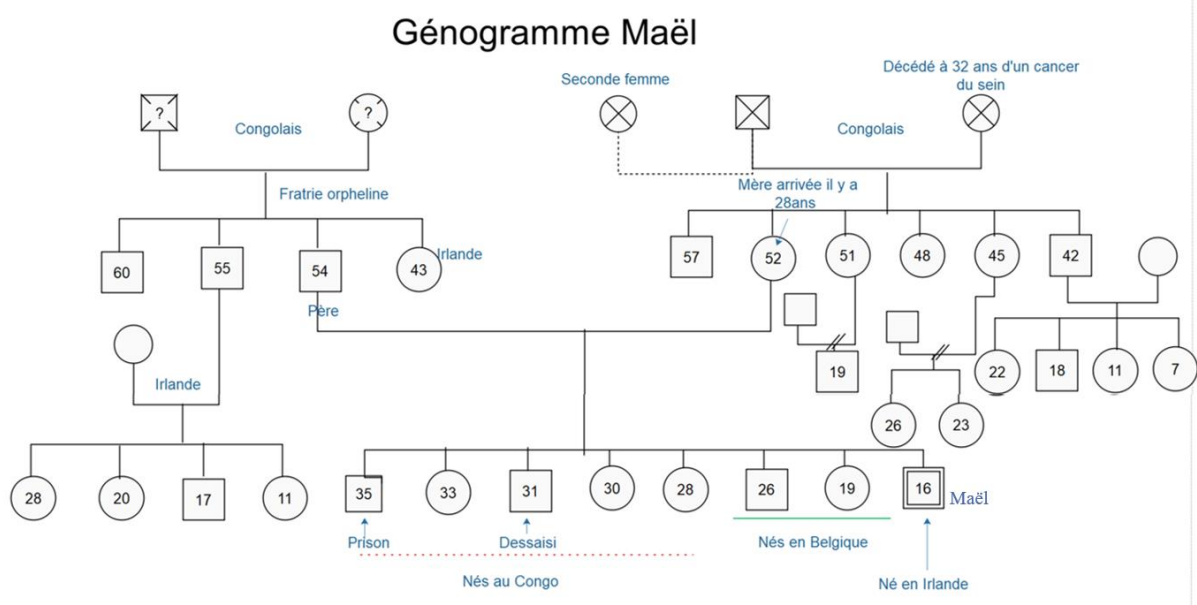 Génogramme Maël
Seconde femme
Décédé à 32 ans d'un cancer
du sein
? ?
Congolais
Congolais
Fratrie orpheline
Mère arrivée il y a
28ans
60 55 54 43 Irlande
57 52 51 48 45 42
Père
Irlande
19
22 18 11 7
26 23
28 20 17 11
35 33 31 30 28 26 19 16 Maël
Prison
Dessaisi
Nés en Belgique
Nés au Congo
Né en Irlande